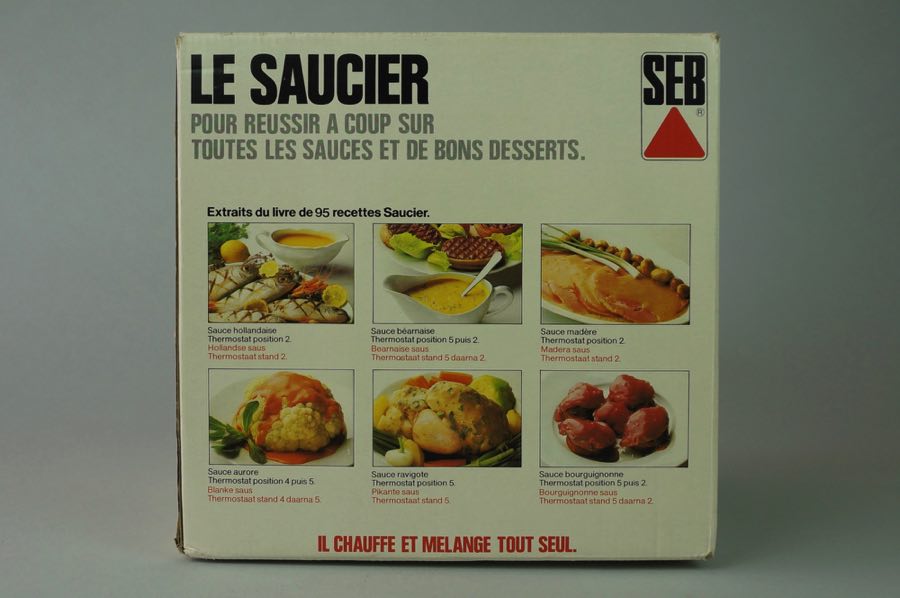 LE SAUCIER
SEB
®
POUR REUSSIR A COUP SUR
TOUTES LES SAUCES ET DE BONS DESSERTS.
Extraits du livre de 95 recettes Saucier.
Sauce hollandaise
Thermostat position 2.
Hollandse saus
Thermostaat stand 2.
Sauce béarnaise
Thermostat position 5 puis 2.
Bearnaise saus
Thermostaat stand 5 daarna 2.
Sauce madère
Thermostat position 2.
Madera saus
Thermostaat stand 2.
Sauce aurore
Thermostat position 4 puis 5.
Blanke saus
Thermostaat stand 4 daarna 5.
Sauce ravigote
Thermostat position 5.
Pikante saus
Thermostaat stand 5.
Sauce bourguignonne
Thermostat position 5 puis 2.
Bourguignonne saus
Thermostaat stand 5 daarna 2.
IL CHAUFFE ET MELANGE TOUT SEUL.